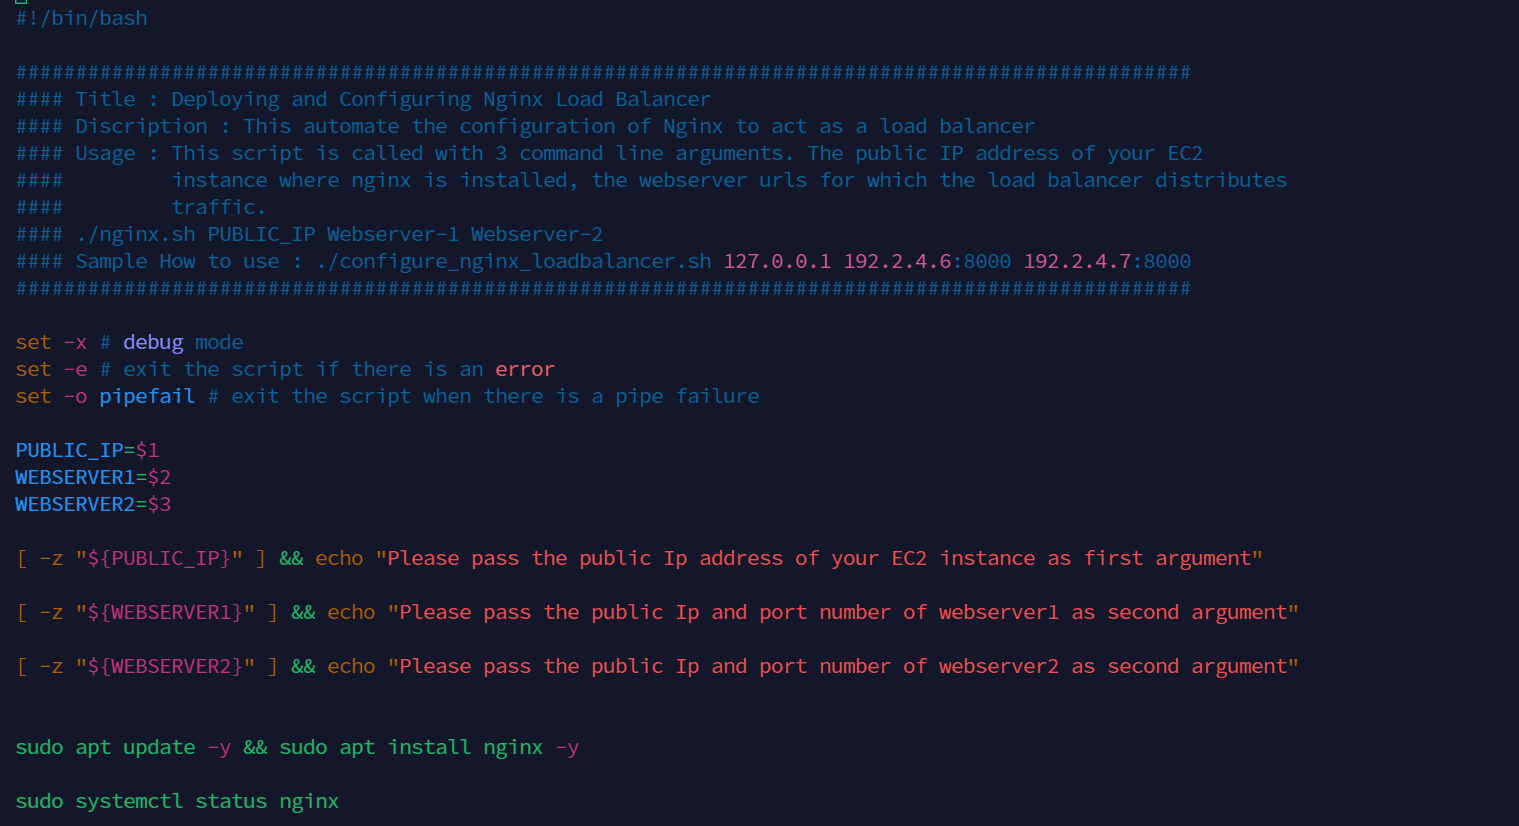 #!/bin/bash
##################################################################################################
#### Title : Deploying and Configuring Nginx Load Balancer
#### Discription : This automate the configuration of Nginx to act as a load balancer
#### Usage : This script is called with 3 command line arguments. The public IP address of your EC2
####         instance where nginx is installed, the webserver urls for which the load balancer distributes
####         traffic.
#### ./nginx.sh PUBLIC_IP Webserver-1 Webserver-2
#### Sample How to use : ./configure_nginx_loadbalancer.sh 127.0.0.1 192.2.4.6:8000 192.2.4.7:8000
##################################################################################################
set -x # debug mode
set -e # exit the script if there is an error
set -o pipefail # exit the script when there is a pipe failure
PUBLIC_IP=$1
WEBSERVER1=$2
WEBSERVER2=$3
[ -z "${PUBLIC_IP}" ] && echo "Please pass the public Ip address of your EC2 instance as first argument"
[ -z "${WEBSERVER1}" ] && echo "Please pass the public Ip and port number of webserver1 as second argument"
[ -z "${WEBSERVER2}" ] && echo "Please pass the public Ip and port number of webserver2 as second argument"
sudo apt update -y && sudo apt install nginx -y
sudo systemctl status nginx